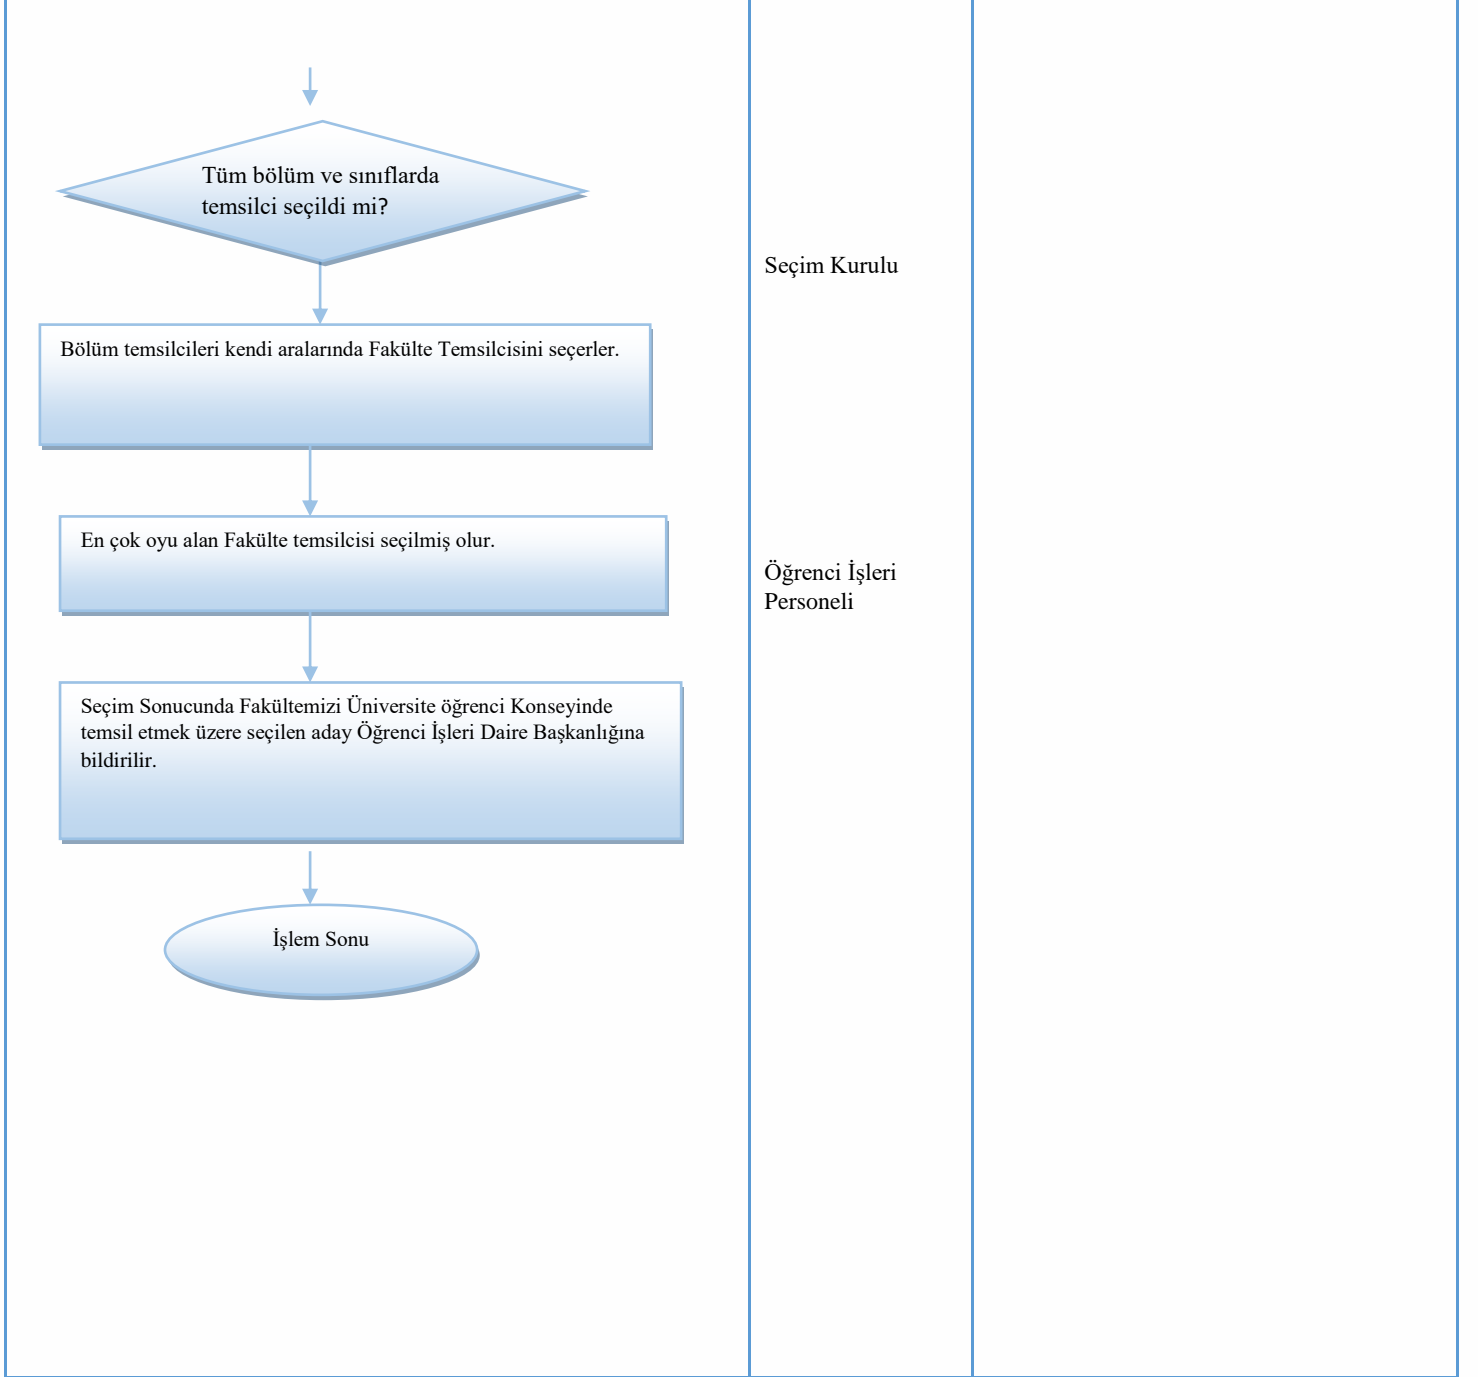 Tüm bölüm ve sınıflarda
temsilci seçildi mi?
Seçim Kurulu
Bölüm temsilcileri kendi aralarında Fakülte Temsilcisini seçerler.
En çok oyu alan Fakülte temsilcisi seçilmiş olur.
Öğrenci İşleri
Personeli
Seçim Sonucunda Fakültemizi Üniversite öğrenci Konseyinde
temsil etmek üzere seçilen aday Öğrenci İşleri Daire Başkanlığına
bildirilir.
İşlem Sonu